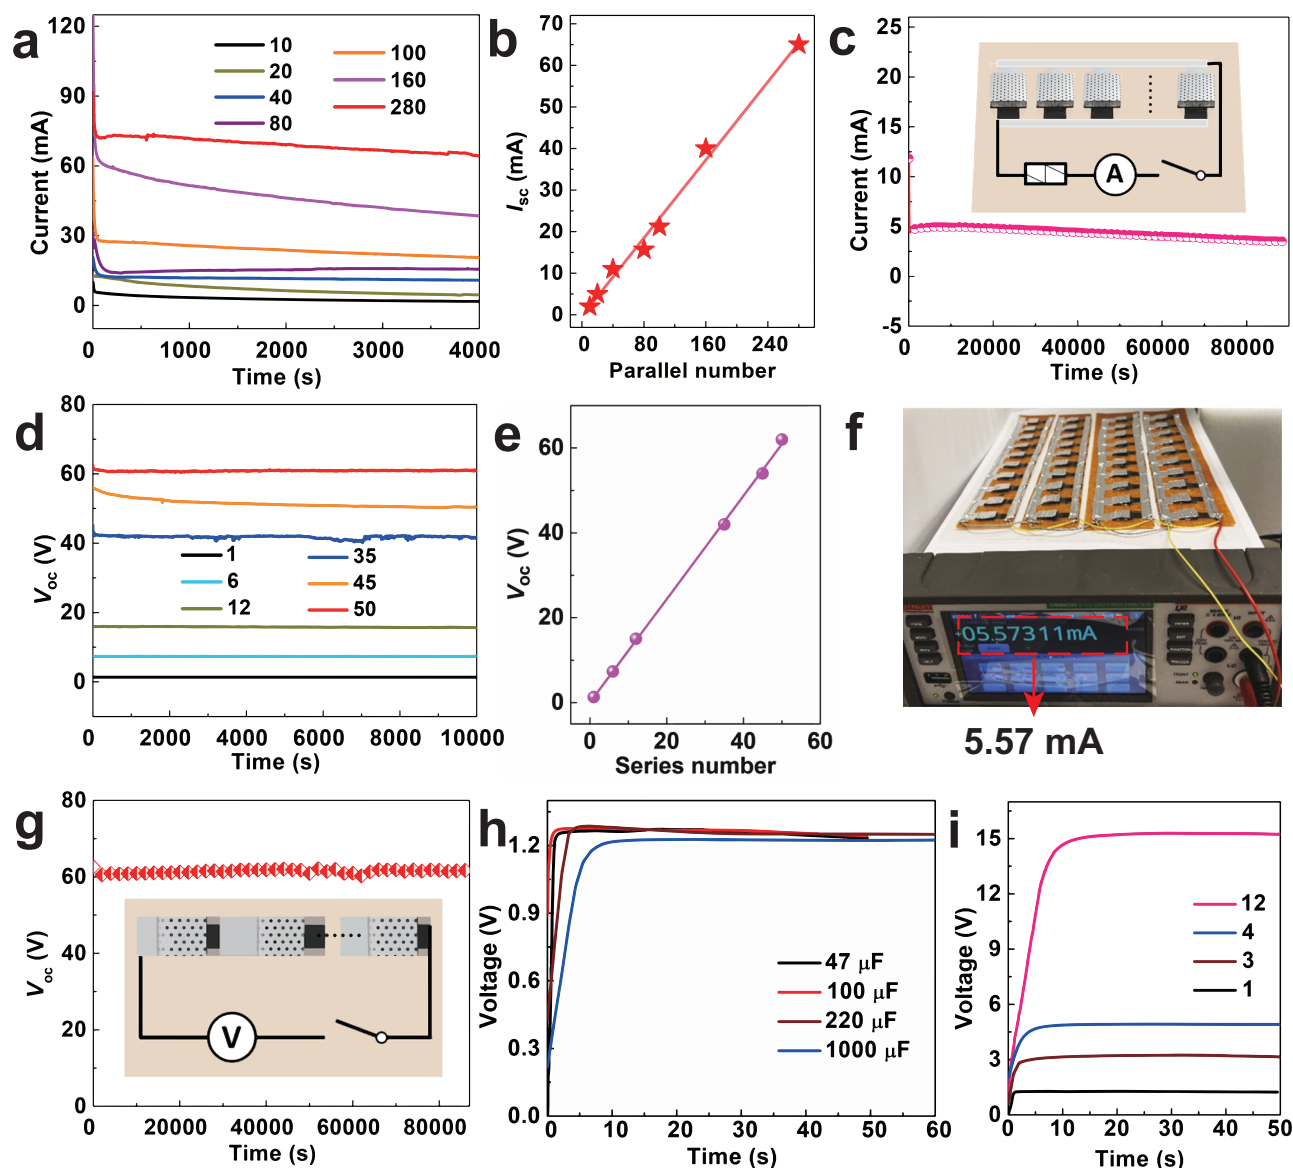 a
120
90
60
30
0
Current (mA)
10
20
40
80
100
160
280
0 1000 2000 3000 4000
Time (s)
b
70
60
50
40
30
20
10
0
Isc (mA)
0 80 160 240
Parallel number
c
25
20
15
10
5
0
-5
Current (mA)
A
0 20000 40000 60000 80000
Time (s)
d
80
60
40
20
0
Voc (V)
1
6
12
35
45
50
0 2000 4000 6000 8000 10000
Time (s)
e
60
40
20
0
Voc (V)
0 20 40 60
Series number
f
+05.57311mA
5.57 mA
g
80
60
40
20
0
Voc (V)
V
0 20000 40000 60000 80000
Time (s)
h
1.2
0.9
0.6
0.3
0.0
Voltage (V)
47 μF
100 μF
220 μF
1000 μF
0 10 20 30 40 50 60
Time (s)
i
15
12
9
6
3
0
Voltage (V)
12
4
3
1
0 10 20 30 40 50
Time (s)